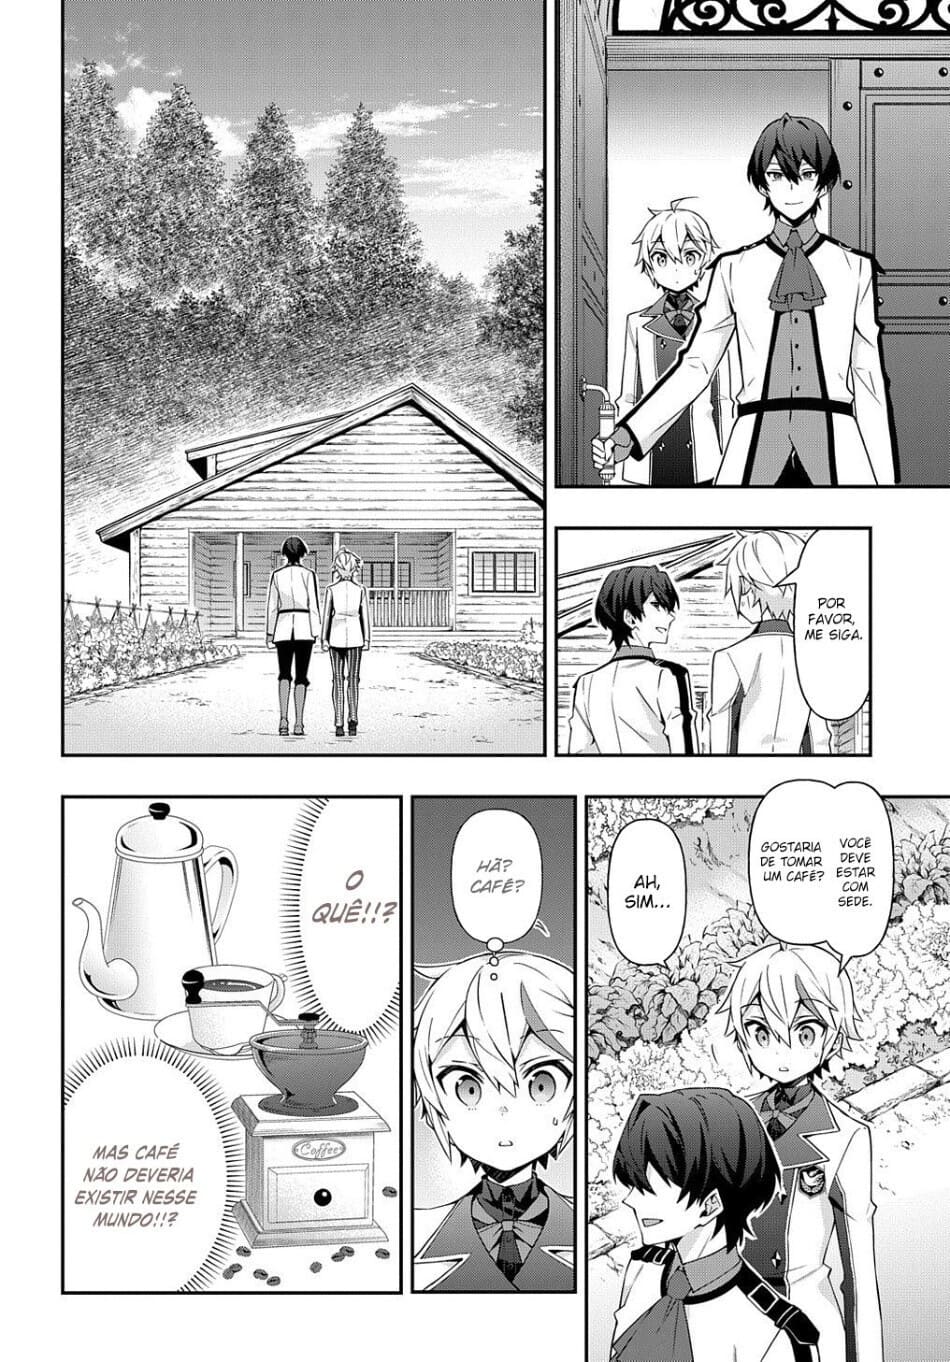 POR
FAVOR,
ME SIGA.
VOCÊ
DEVE
ESTAR
COM
SEDE.
GOSTARIA
DE TOMAR
UM CAFÉ?
AH,
SIM...
HÃ?
CAFÉ?
O
QUÊ!!?
Coffee
MAS CAFÉ
NÃO DEVERIA
EXISTIR NESSE
MUNDO!!?